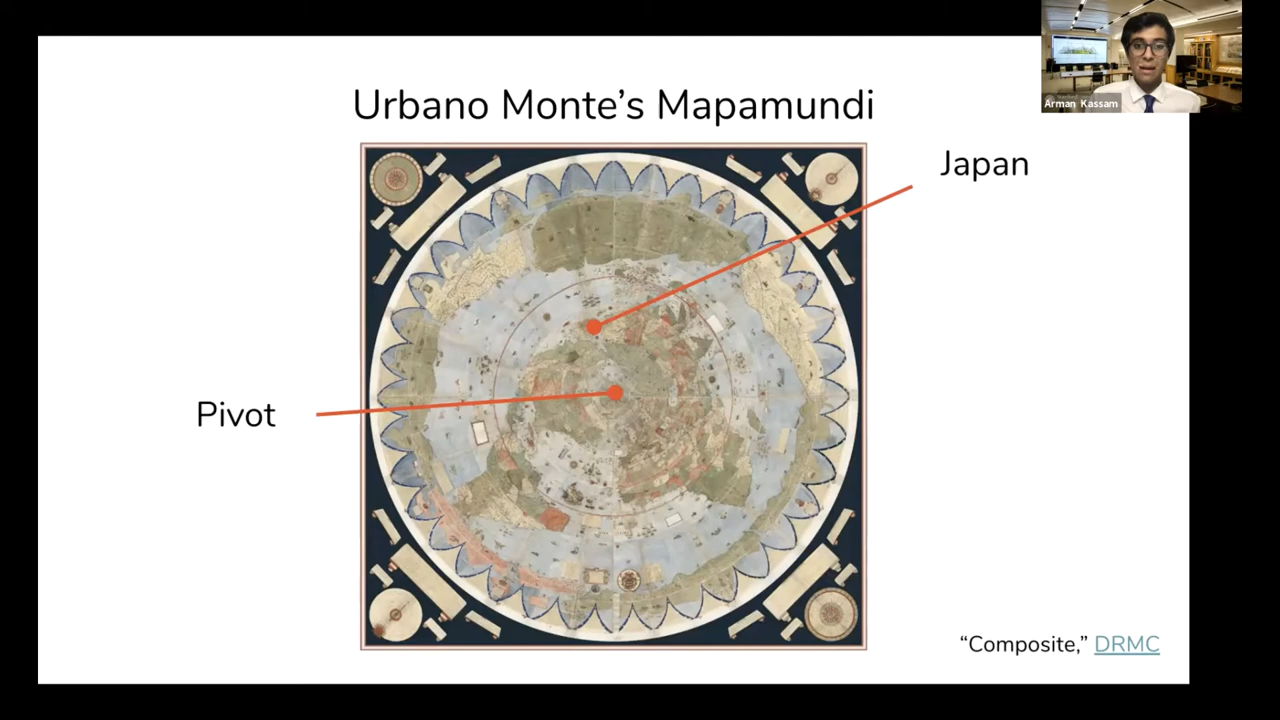 Arman Kassam
Urbano Monte’s Mapamundi
Japan
Pivot
“Composite,” DRMC